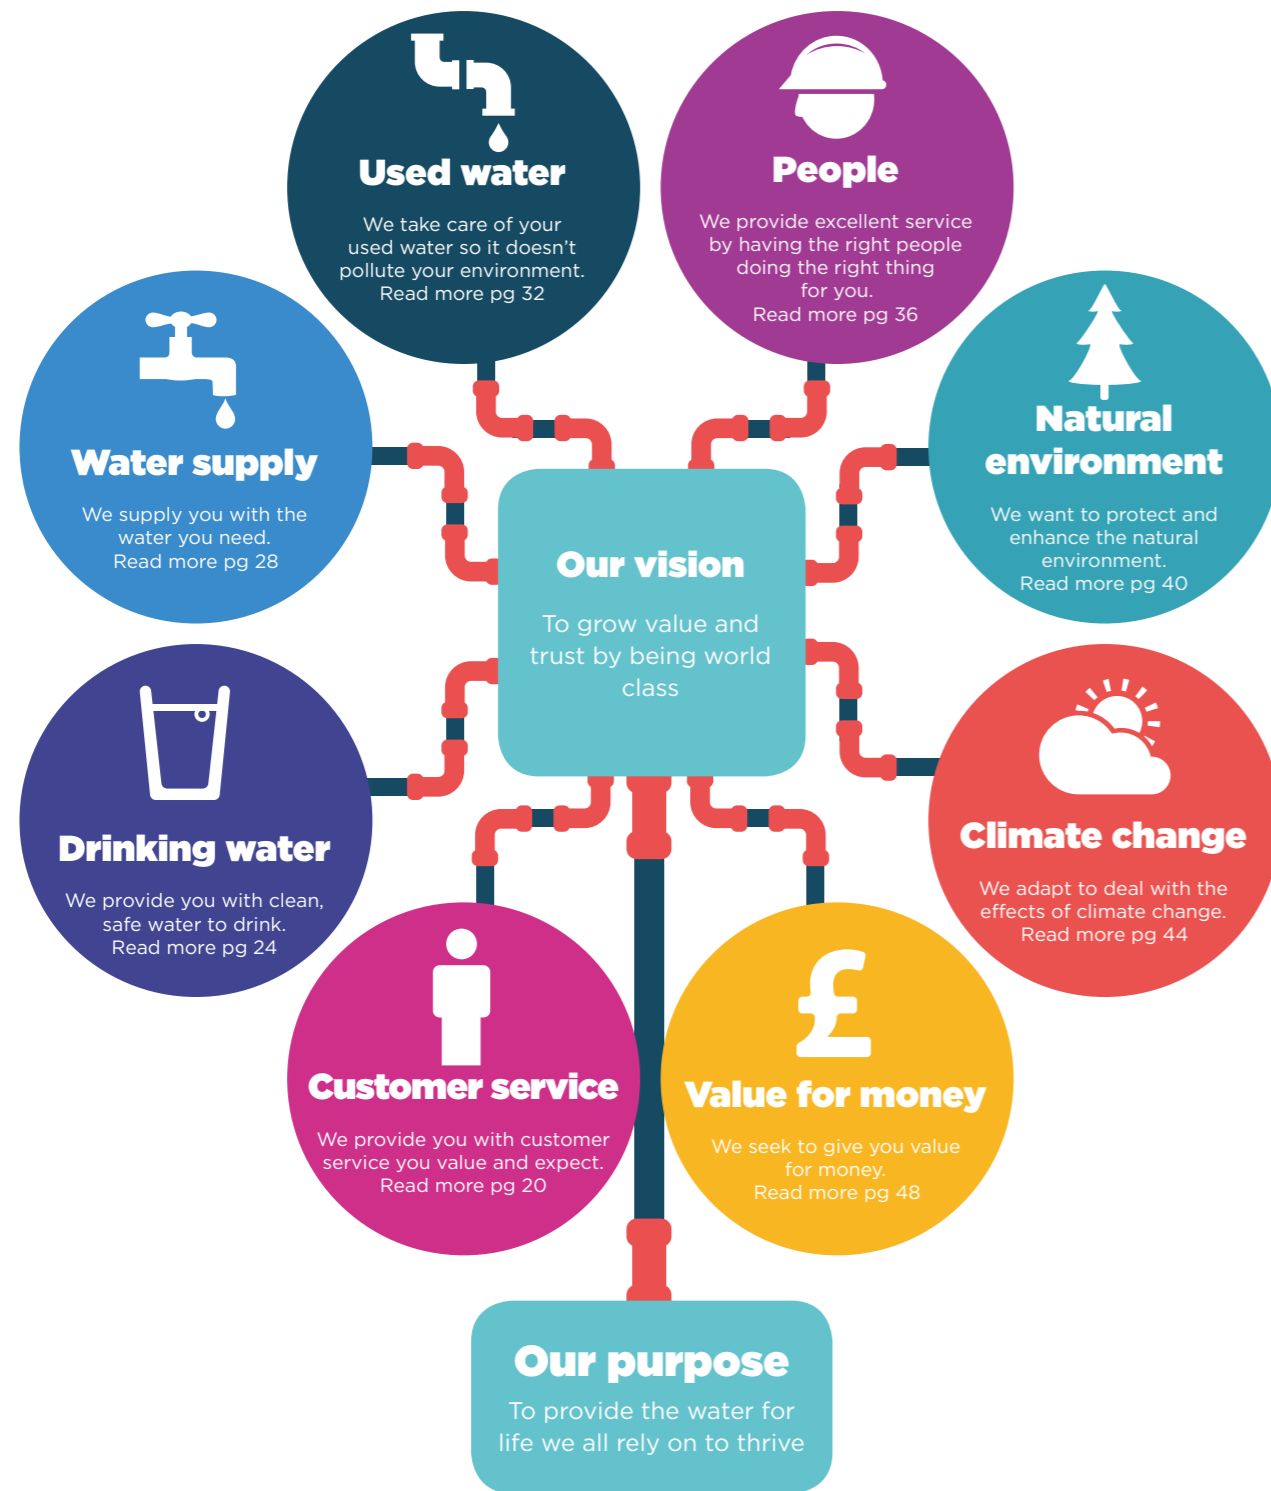 Used water
We take care of your
used water so it doesn't
pollute your environment.
Read more pg 32
People
We provide excellent service
by having the right people
doing the right thing
for you.
Read more pg 36
Water supply
We supply you with the
water you need.
Read more pg 28
Natural
environment
We want to protect and
enhance the natural
environment.
Read more pg 40
Our vision
To grow value and
trust by being world
class
Drinking water
We provide you with clean,
safe water to drink.
Read more pg 24
Climate change
We adapt to deal with the
effects of climate change.
Read more pg 44
Customer service
We provide you with customer
service you value and expect.
Read more pg 20
£
Value for money
We seek to give you value
for money.
Read more pg 48
Our purpose
To provide the water for
life we all rely on to thrive